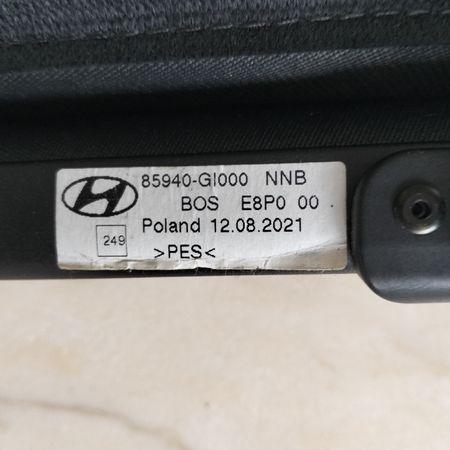 85940-GI000 NNB
BOS E8P0 00
Poland 12.08.2021
249
>PES<